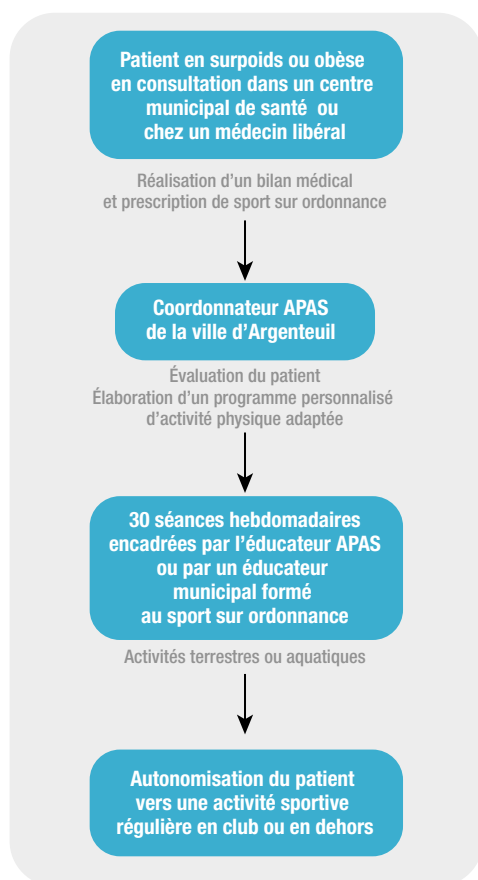 Patient en surpoids ou obèse
en consultation dans un centre
municipal de santé ou
chez un médecin libéral
Réalisation d'un bilan médical
et prescription de sport sur ordonnance
Coordonnateur APAS
de la ville d'Argenteuil
Évaluation du patient
Élaboration d'un programme personnalisé
d'activité physique adaptée
30 séances hebdomadaires
encadrées par l'éducateur APAS
ou par un éducateur
municipal formé
au sport sur ordonnance
Activités terrestres ou aquatiques
Autonomisation du patient
vers une activité sportive
régulière en club ou en dehors